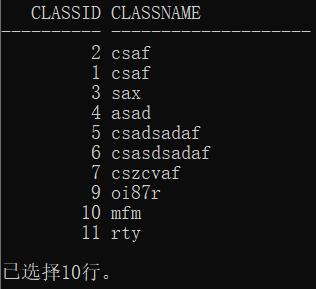 CLASSID CLASSNAME
---------- --------------------
2 csaf
1 csaf
3 sax
4 asad
5 csadsadaf
6 csasdsadaf
7 cszcvaf
9 oi87r
10 mfm
11 rty
已选择10行。